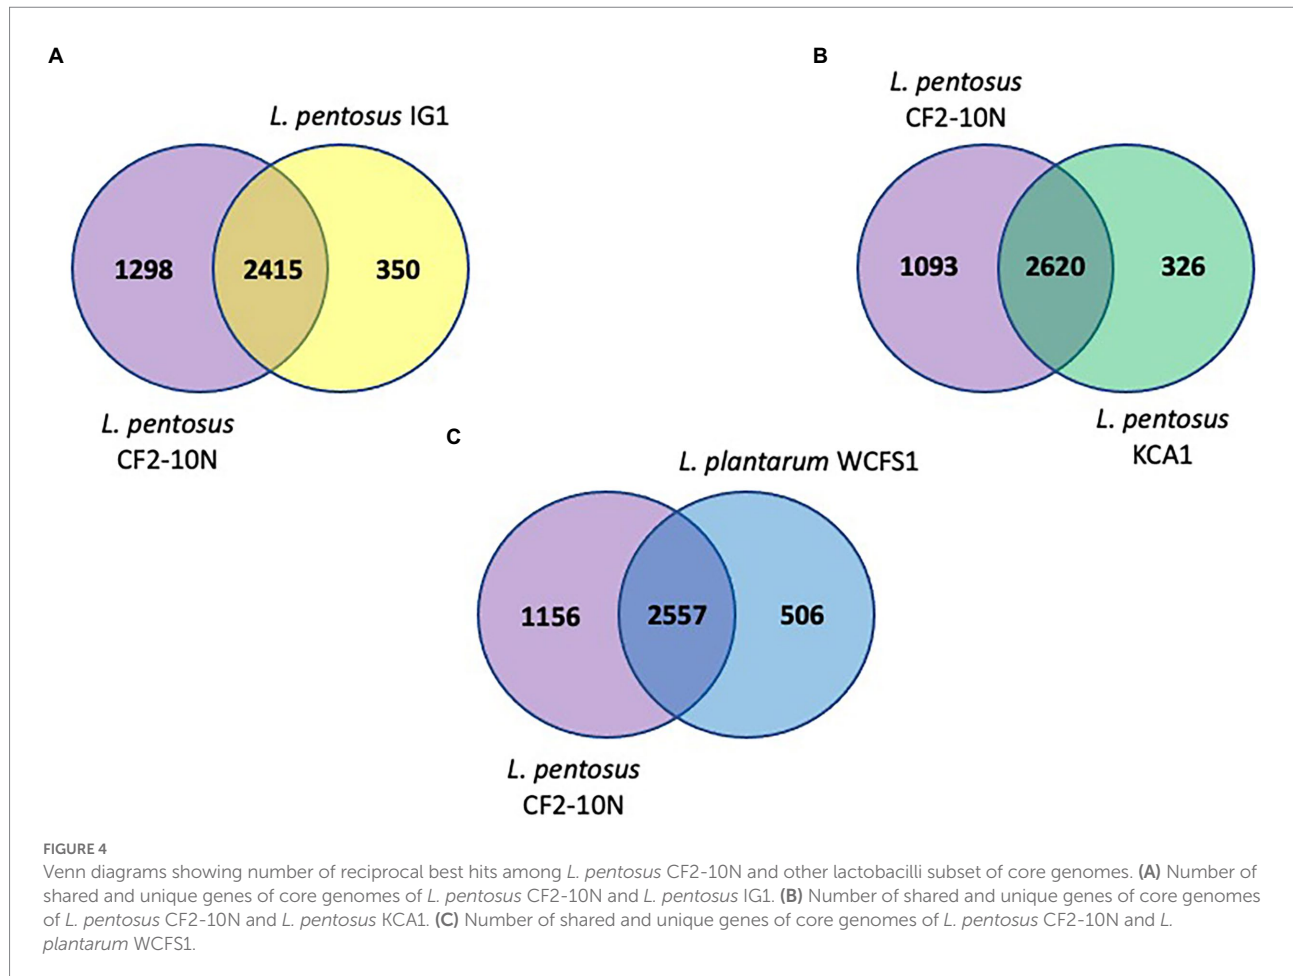 A
L. pentosus IG1
1298
2415
350
L. pentosus
CF2-10N
B
L. pentosus
CF2-10N
1093
2620
326
L. pentosus
KCA1
C
L. plantarum WCFS1
1156
2557
506
L. pentosus
CF2-10N
FIGURE 4
Venn diagrams showing number of reciprocal best hits among L. pentosus CF2-10N and other lactobacilli subset of core genomes. (A) Number of
shared and unique genes of core genomes of L. pentosus CF2-10N and L. pentosus IG1. (B) Number of shared and unique genes of core genomes
of L. pentosus CF2-10N and L. pentosus KCA1. (C) Number of shared and unique genes of core genomes of L. pentosus CF2-10N and L.
plantarum WCFS1.